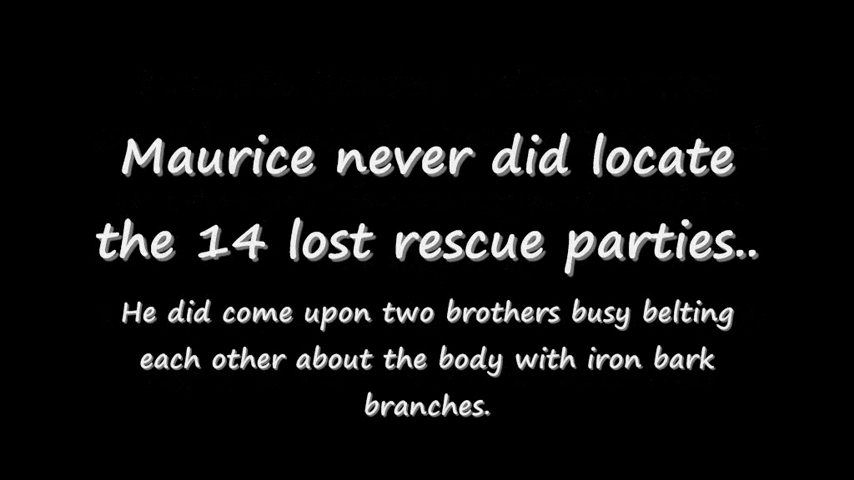 Maurice never did locate
the 14 lost rescue parties..
He did come upon two brothers busy belting
each other about the body with iron bark
branches.